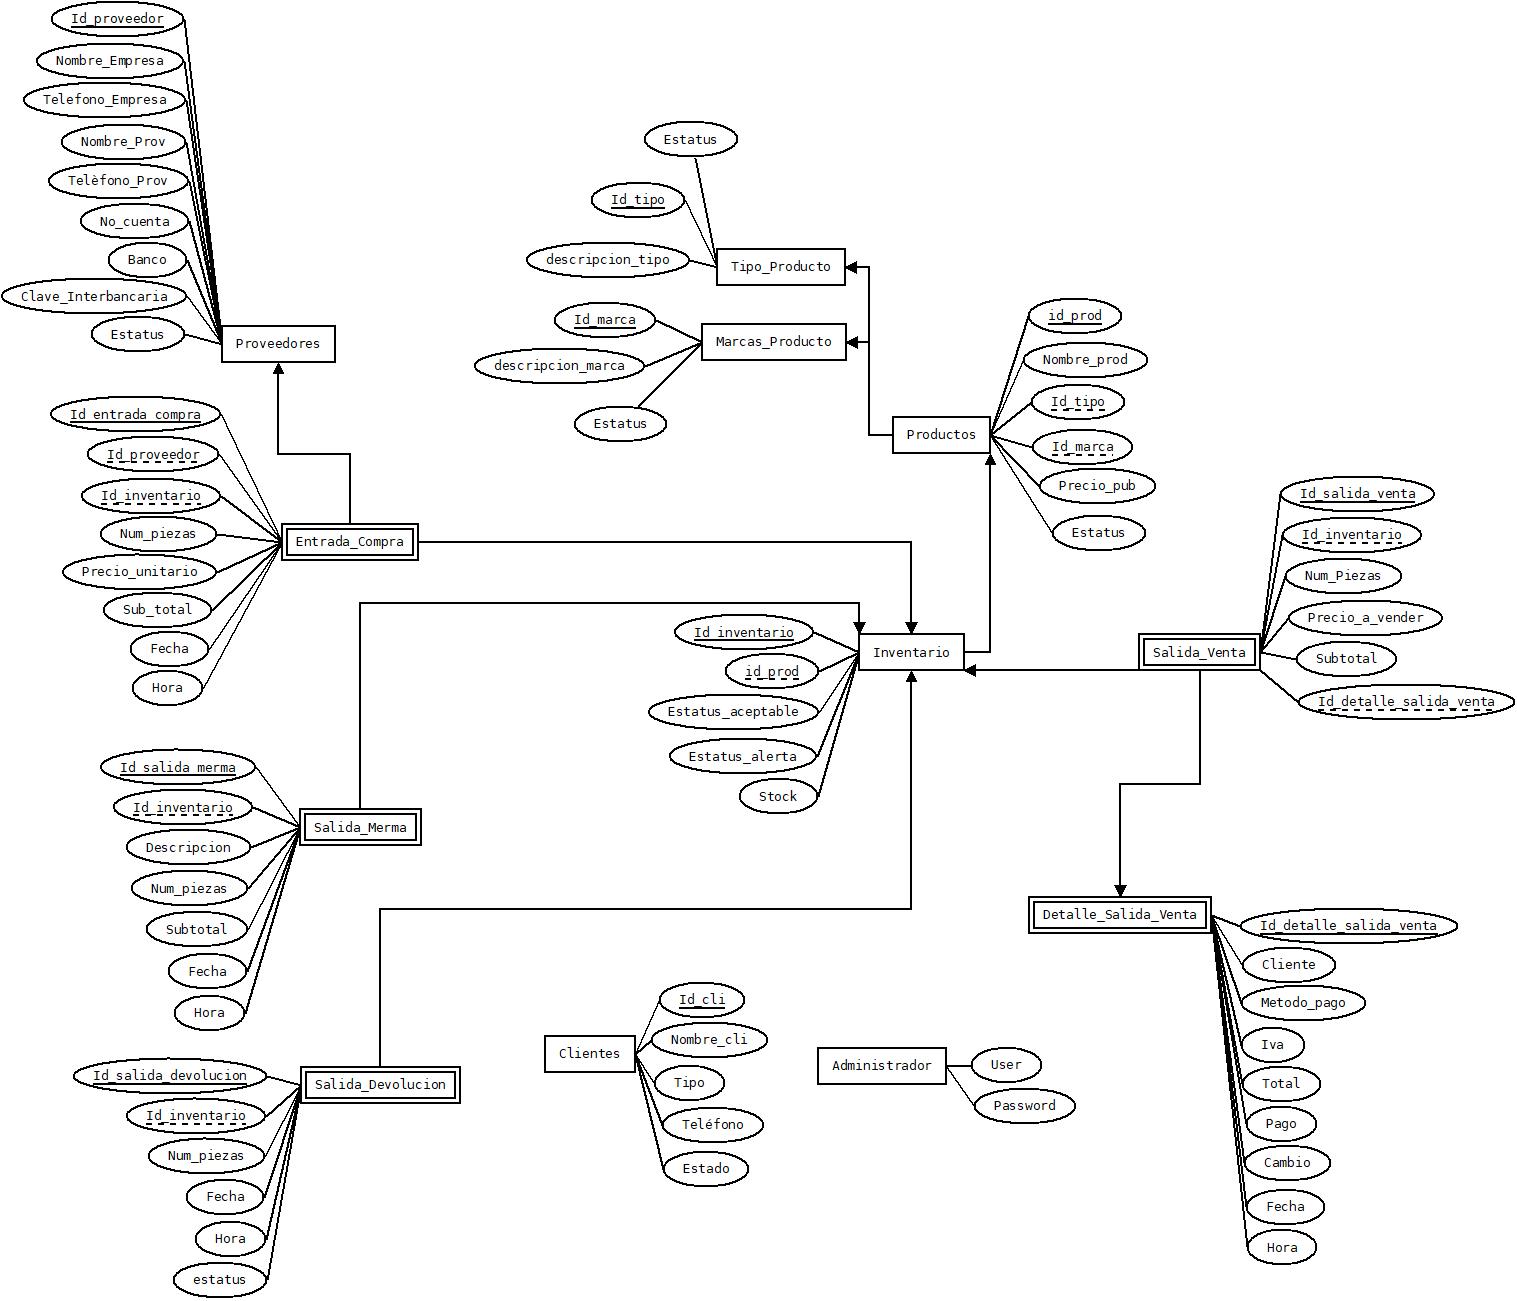 Id_proveedor
Nombre_Empresa
Telefono_Empresa
Nombre_Prov
Telèfono_Prov
No_cuenta
Banco
Clave_Interbancaria
Estatus
Proveedores
Estatus
Id_tipo
descripcion_tipo
Tipo_Producto
Id_marca
descripcion_marca
Estatus
Marcas_Producto
Productos
id_prod
Nombre_prod
Id_tipo
Id_marca
Precio_pub
Estatus
Id_entrada_compra
Id_proveedor
Id_inventario
Num_piezas
Precio_unitario
Sub_total
Fecha
Hora
Entrada_Compra
Id_inventario
id_prod
Estatus_aceptable
Estatus_alerta
Stock
Inventario
Salida_Venta
Id_salida_venta
Id_inventario
Num_Piezas
Precio_a_vender
Subtotal
Id_detalle_salida_venta
Id_salida_merma
Id_inventario
Descripcion
Num_piezas
Subtotal
Fecha
Hora
Salida_Merma
Detalle_Salida_Venta
Id_detalle_salida_venta
Cliente
Metodo_pago
Iva
Total
Pago
Cambio
Fecha
Hora
Id_salida_devolucion
Id_inventario
Num_piezas
Fecha
Hora
estatus
Salida_Devolucion
Clientes
Id_cli
Nombre_cli
Tipo
Teléfono
Estado
Administrador
User
Password